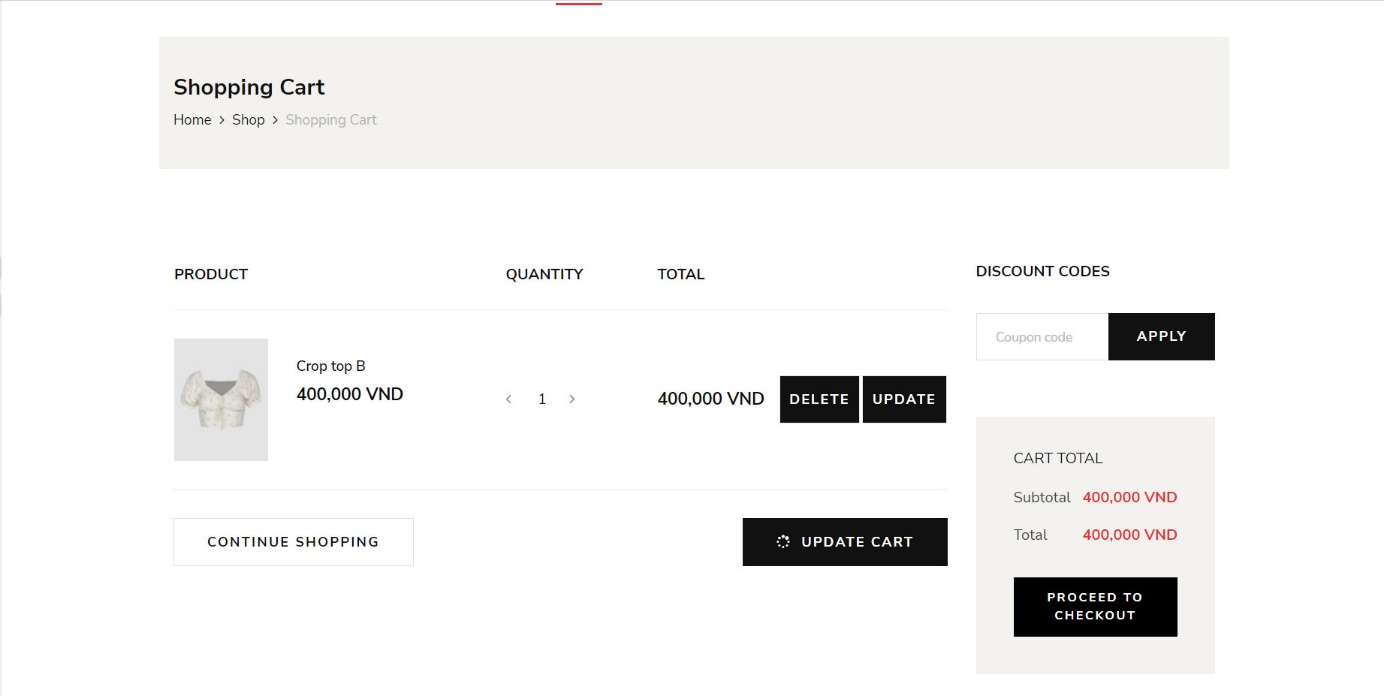 Shopping Cart
Home > Shop > Shopping Cart
PRODUCT QUANTITY TOTAL
Crop top B
400,000 VND
< 1 >
400,000 VND
DELETE
UPDATE
CONTINUE SHOPPING
UPDATE CART
DISCOUNT CODES
Coupon code
APPLY
CART TOTAL
Subtotal 400,000 VND
Total 400,000 VND
PROCEED TO
CHECKOUT